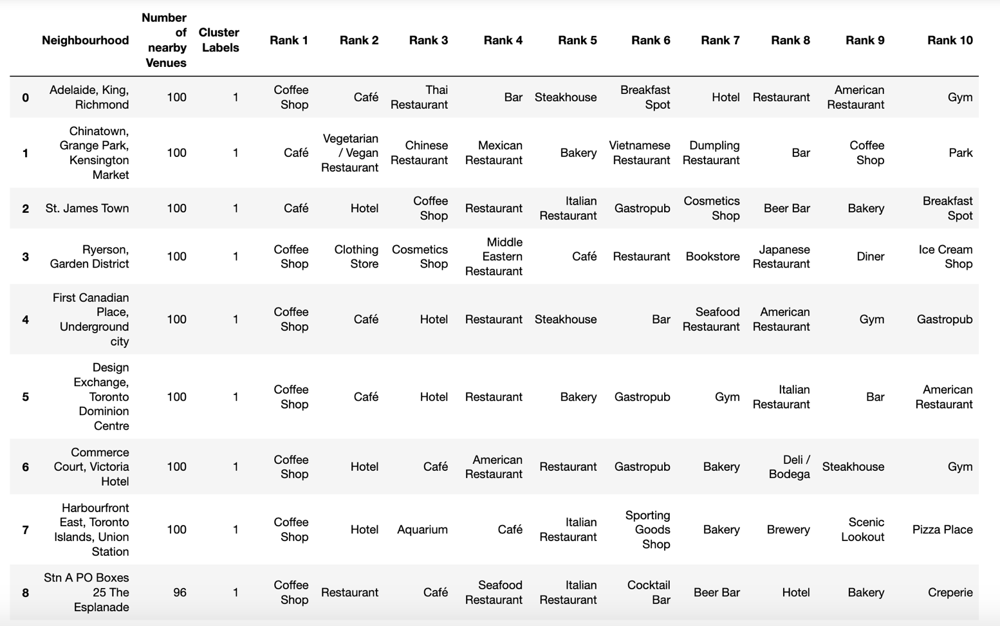 Neighbourhood Number of nearby Venues Cluster Labels Rank 1 Rank 2 Rank 3 Rank 4 Rank 5 Rank 6 Rank 7 Rank 8 Rank 9 Rank 10
0 Adelaide, King, Richmond 100 1 Coffee Shop Café Thai Restaurant Bar Steakhouse Breakfast Spot Hotel Restaurant American Restaurant Gym
1 Chinatown, Grange Park, Kensington Market 100 1 Café Vegetarian / Vegan Restaurant Chinese Restaurant Mexican Restaurant Bakery Vietnamese Restaurant Dumpling Restaurant Bar Coffee Shop Park
2 St. James Town 100 1 Café Hotel Coffee Shop Restaurant Italian Restaurant Gastropub Cosmetics Shop Beer Bar Bakery Breakfast Spot
3 Ryerson, Garden District 100 1 Coffee Shop Clothing Store Cosmetics Shop Middle Eastern Restaurant Café Restaurant Bookstore Japanese Restaurant Diner Ice Cream Shop
4 First Canadian Place, Underground city 100 1 Coffee Shop Café Hotel Restaurant Steakhouse Bar Seafood Restaurant American Restaurant Gym Gastropub
5 Design Exchange, Toronto Dominion Centre 100 1 Coffee Shop Café Hotel Restaurant Bakery Gastropub Gym Italian Restaurant Bar American Restaurant
6 Commerce Court, Victoria Hotel 100 1 Coffee Shop Hotel Café American Restaurant Restaurant Gastropub Bakery Deli / Bodega Steakhouse Gym
7 Harbourfront East, Toronto Islands, Union Station 100 1 Coffee Shop Hotel Aquarium Café Italian Restaurant Sporting Goods Shop Bakery Brewery Scenic Lookout Pizza Place
8 Stn A PO Boxes 25 The Esplanade 96 1 Coffee Shop Restaurant Café Seafood Restaurant Italian Restaurant Cocktail Bar Beer Bar Hotel Bakery Creperie